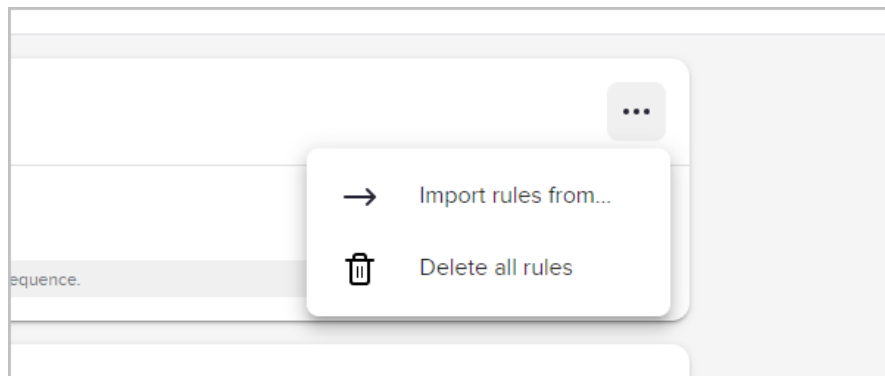 Import rules from...
Delete all rules
equence.